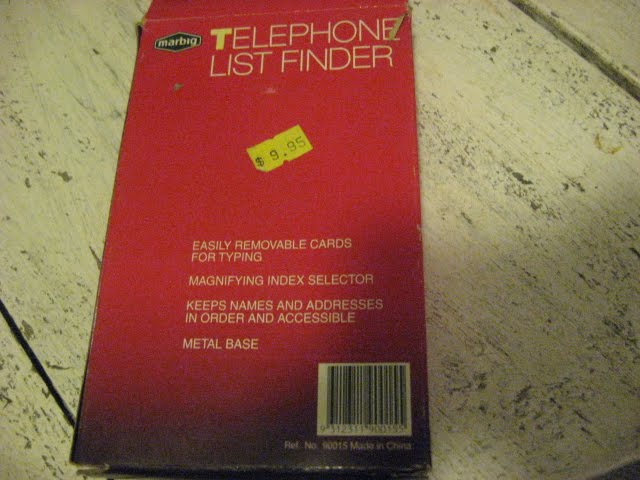 marbig
TELEPHONE
LIST FINDER
$ 9.95
EASILY REMOVABLE CARDS
FOR TYPING
MAGNIFYING INDEX SELECTOR
KEEPS NAMES AND ADDRESSES
IN ORDER AND ACCESSIBLE
METAL BASE
Ref. No. 90015 Made in China